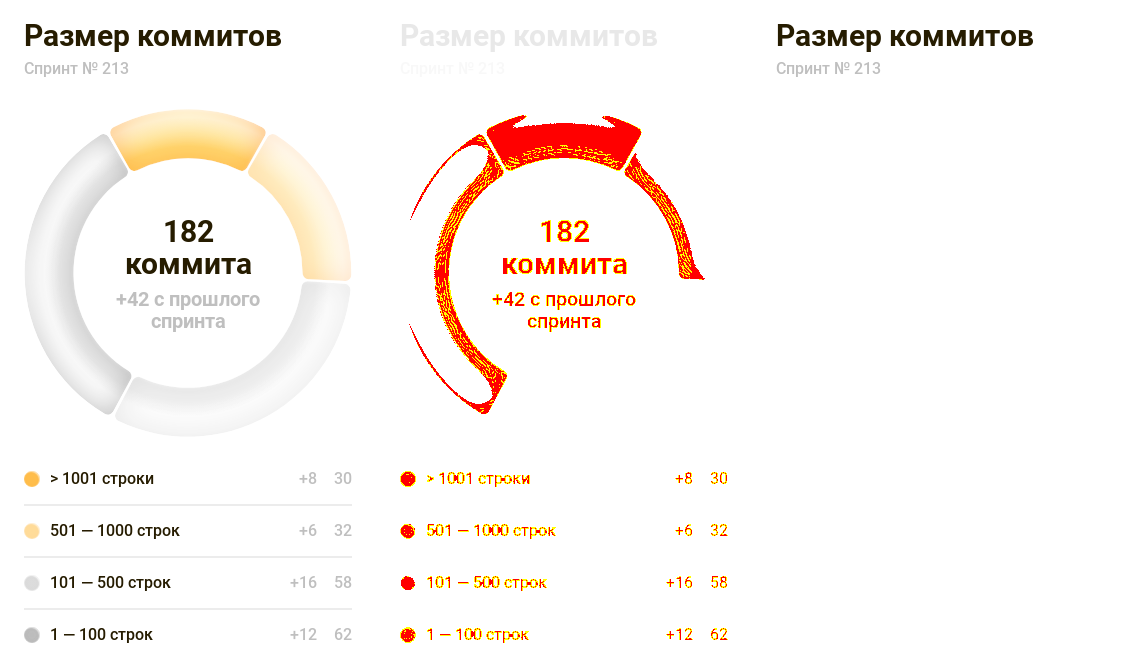 Размер коммитов
Спринт № 213
182
коммита
+42 с прошлого
спринта
> 1001 строки +8 30
501 — 1000 строк +6 32
101 — 500 строк +16 58
1 — 100 строк +12 62
Размер коммитов
Спринт № 213
182
коммита
+42 с прошлого
спринта
> 1001 строки +8 30
501 — 1000 строк +6 32
101 — 500 строк +16 58
1 — 100 строк +12 62
Размер коммитов
Спринт № 213